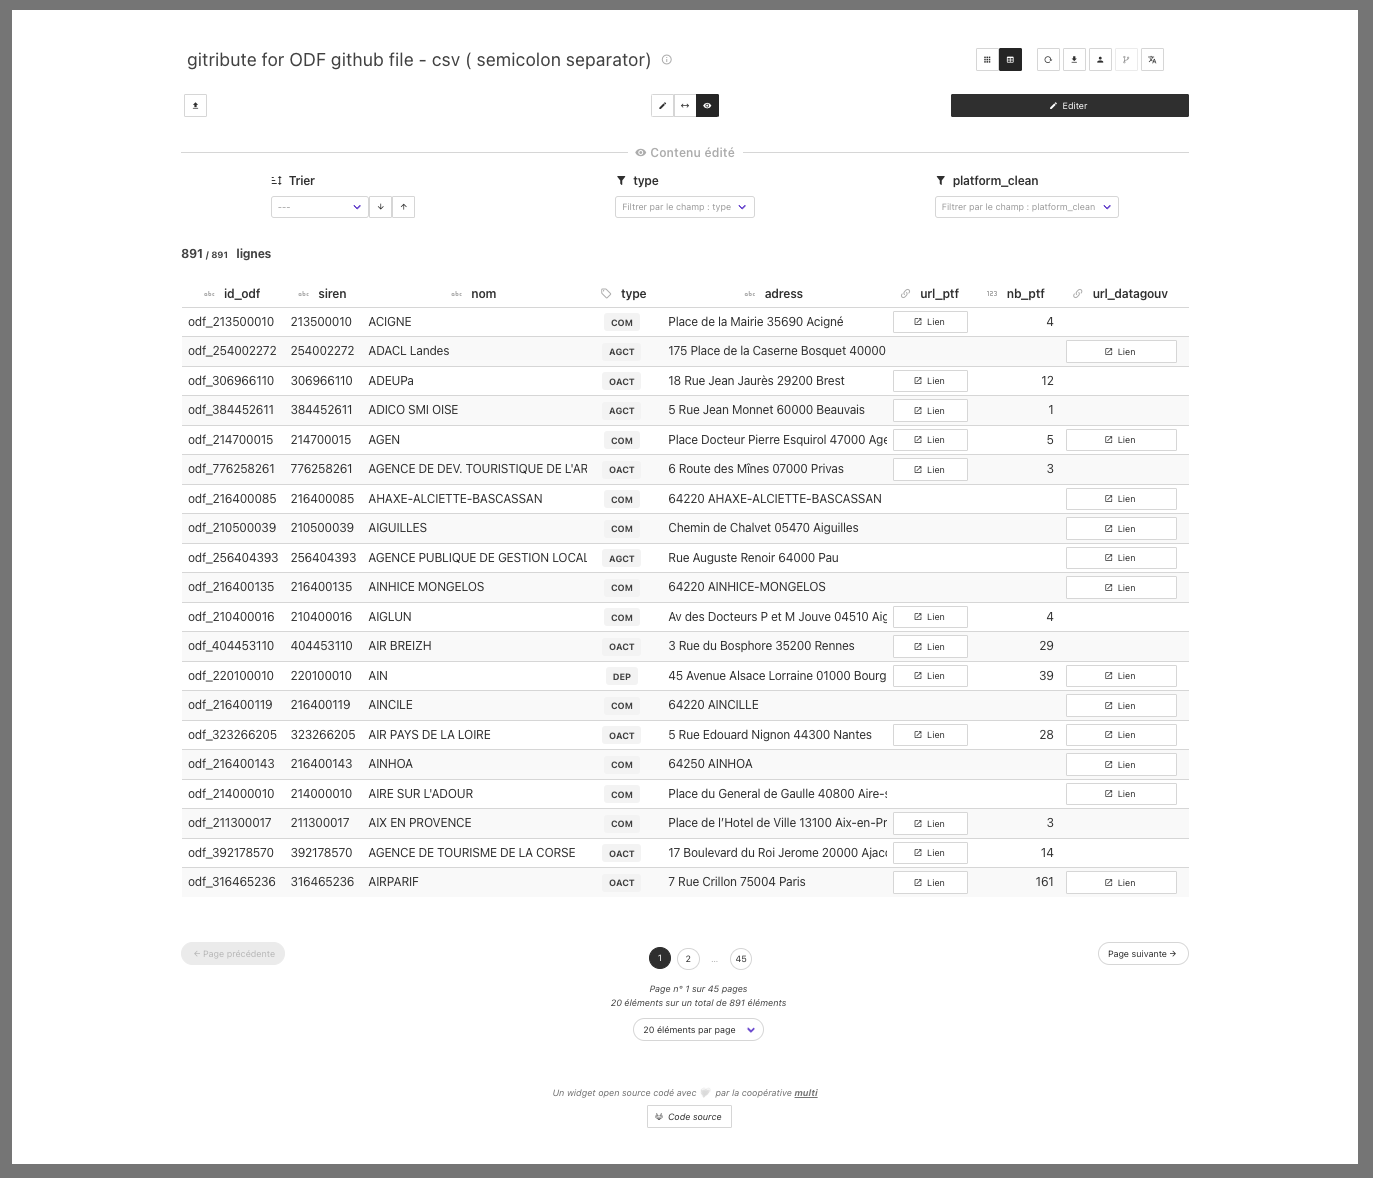 gitribute for ODF github file - csv ( semicolon separator)
Editer
Contenu édité
Trier type platform_clean
--- Filtrer par le champ : type Filtrer par le champ : platform_clean
891 / 891 lignes
abc id_odf abc siren abc nom type abc adress url_ptf 123 nb_ptf url_datagouv
odf_213500010 213500010 ACIGNE COM Place de la Mairie 35690 Acigné Lien 4
odf_254002272 254002272 ADACL Landes AGCT 175 Place de la Caserne Bosquet 40000 Lien
odf_306966110 306966110 ADEUPa OACT 18 Rue Jean Jaurès 29200 Brest Lien 12
odf_384452611 384452611 ADICO SMI OISE AGCT 5 Rue Jean Monnet 60000 Beauvais Lien 1
odf_214700015 214700015 AGEN COM Place Docteur Pierre Esquirol 47000 Age Lien 5 Lien
odf_776258261 776258261 AGENCE DE DEV. TOURISTIQUE DE L'AR OACT 6 Route des Mînes 07000 Privas Lien 3
odf_216400085 216400085 AHAXE-ALCIETTE-BASCASSAN COM 64220 AHAXE-ALCIETTE-BASCASSAN Lien
odf_210500039 210500039 AIGUILLES COM Chemin de Chalvet 05470 Aiguilles Lien
odf_256404393 256404393 AGENCE PUBLIQUE DE GESTION LOCAL AGCT Rue Auguste Renoir 64000 Pau Lien
odf_216400135 216400135 AINHICE MONGELOS COM 64220 AINHICE-MONGELOS Lien
odf_210400016 210400016 AIGLUN COM Av des Docteurs P et M Jouve 04510 Aig Lien 4
odf_404453110 404453110 AIR BREIZH OACT 3 Rue du Bosphore 35200 Rennes Lien 29
odf_220100010 220100010 AIN DEP 45 Avenue Alsace Lorraine 01000 Bourg Lien 39 Lien
odf_216400119 216400119 AINCILE COM 64220 AINCILLE Lien
odf_323266205 323266205 AIR PAYS DE LA LOIRE OACT 5 Rue Edouard Nignon 44300 Nantes Lien 28 Lien
odf_216400143 216400143 AINHOA COM 64250 AINHOA Lien
odf_214000010 214000010 AIRE SUR L'ADOUR COM Place du General de Gaulle 40800 Aire-s Lien
odf_211300017 211300017 AIX EN PROVENCE COM Place de l'Hotel de Ville 13100 Aix-en-Pr Lien 3
odf_392178570 392178570 AGENCE DE TOURISME DE LA CORSE OACT 17 Boulevard du Roi Jerome 20000 Ajacc Lien 14
odf_316465236 316465236 AIRPARIF OACT 7 Rue Crillon 75004 Paris Lien 161 Lien
← Page précédente 1 2 ... 45 Page suivante →
Page n° 1 sur 45 pages
20 éléments sur un total de 891 éléments
20 éléments par page
Un widget open source codé avec 🤍 par la coopérative multi
Code source